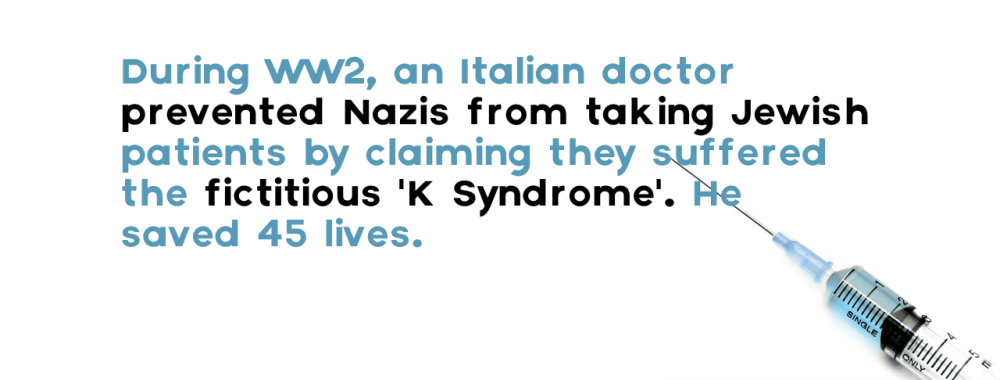 During WW2, an Italian doctor
prevented Nazis from taking Jewish
patients by claiming they suffered
the fictitious 'K Syndrome'. He
saved 45 lives.
1
2
3
4
5
SINGLE
ONLY